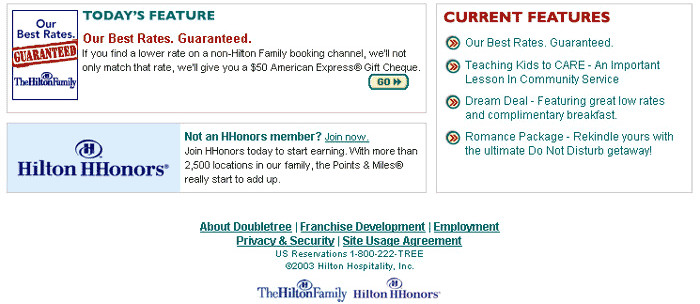 TODAY'S FEATURE
Our
Best Rates.
GUARANTEED
TheHiltonFamily
Our Best Rates. Guaranteed.
If you find a lower rate on a non-Hilton Family booking channel, we'll not
only match that rate, we'll give you a $50 American Express® Gift Cheque.
GO
Hilton HHonors®
Not an HHonors member? Join now.
Join HHonors today to start earning. With more than
2,500 locations in our family, the Points & Miles®
really start to add up.
CURRENT FEATURES
Our Best Rates. Guaranteed.
Teaching Kids to CARE - An Important
Lesson In Community Service
Dream Deal - Featuring great low rates
and complimentary breakfast.
Romance Package - Rekindle yours with
the ultimate Do Not Disturb getaway!
About Doubletree | Franchise Development | Employment
Privacy & Security | Site Usage Agreement
US Reservations 1-800-222-TREE
©2003 Hilton Hospitality, Inc.
TheHiltonFamily Hilton HHonors®